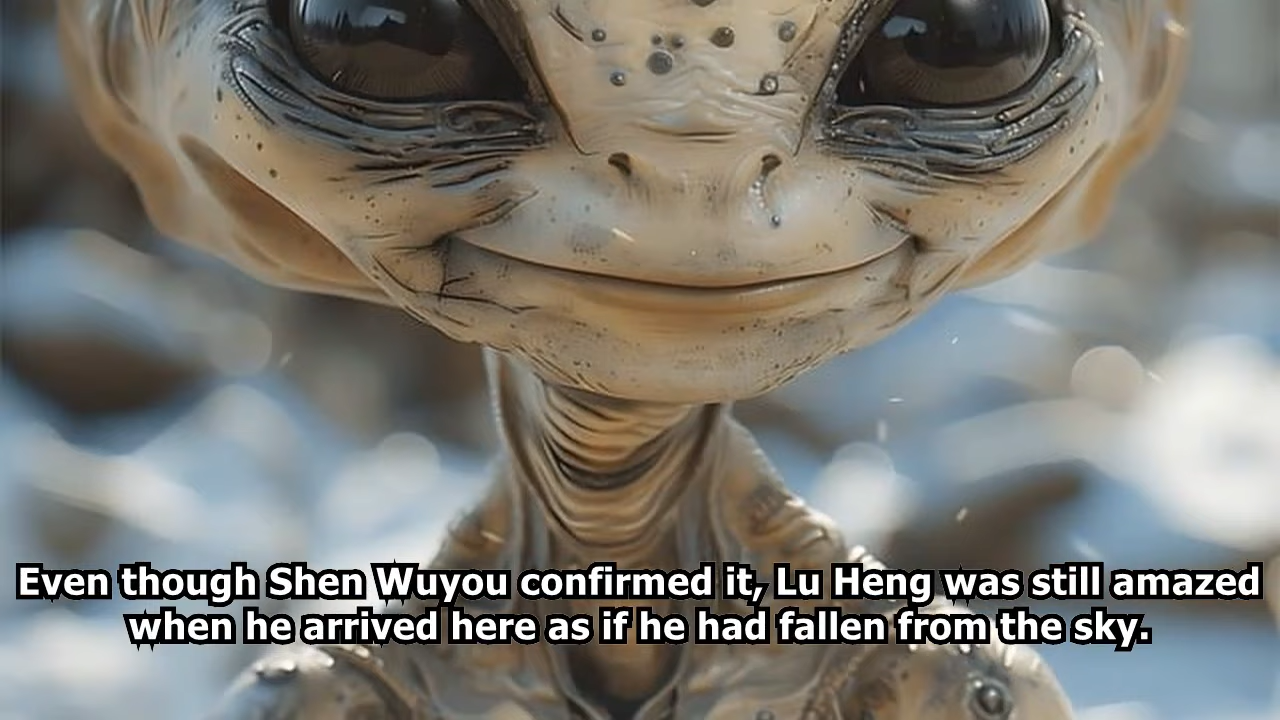 Even though Shen Wuyou confirmed it, Lu Heng was still amazed
when he arrived here as if he had fallen from the sky.